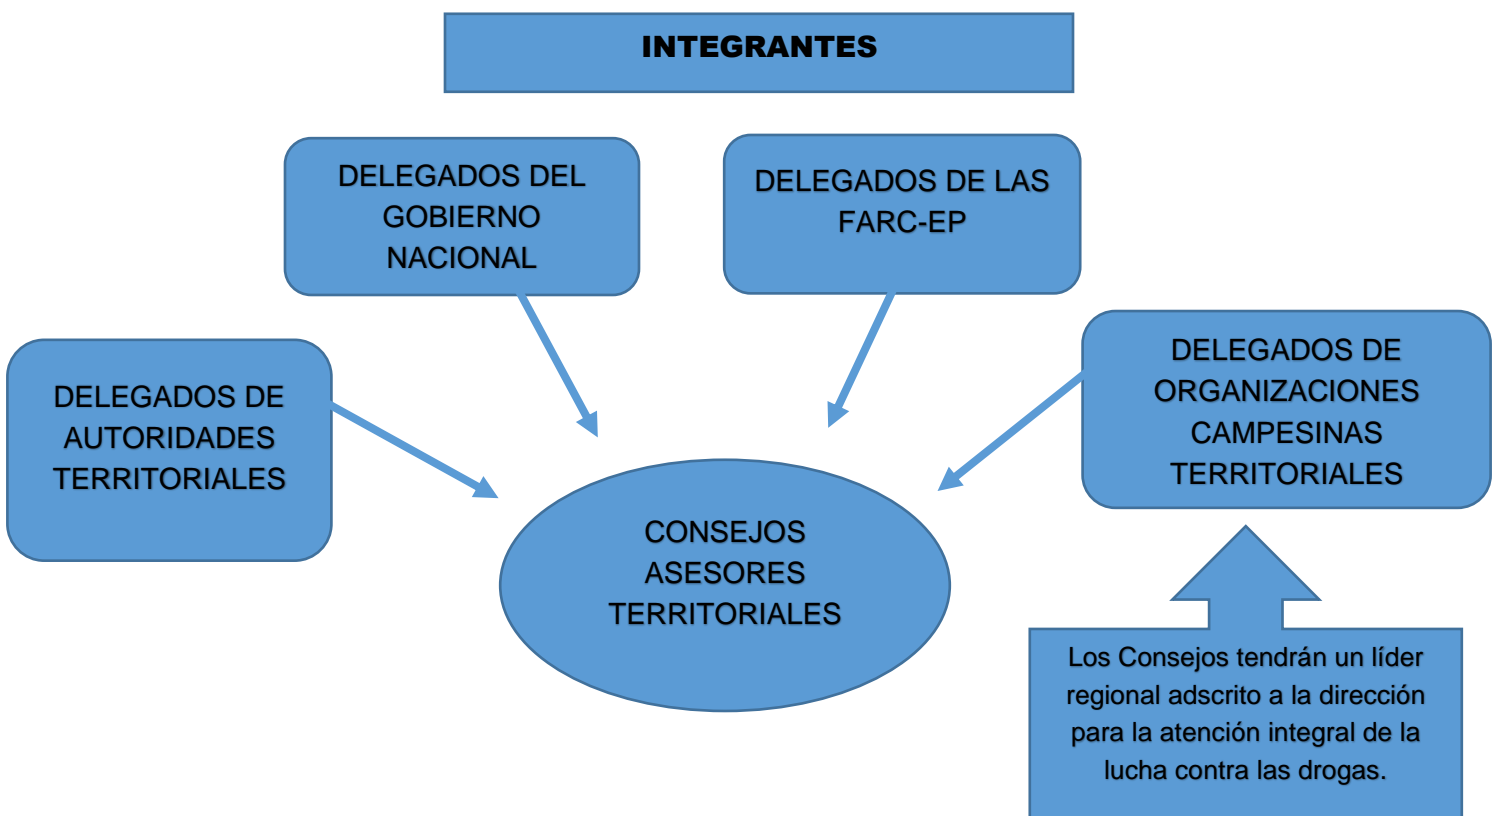 INTEGRANTES
DELEGADOS DEL
GOBIERNO
NACIONAL
DELEGADOS DE LAS
FARC-EP
DELEGADOS DE
AUTORIDADES
TERRITORIALES
DELEGADOS DE
ORGANIZACIONES
CAMPESINAS
TERRITORIALES
CONSEJOS
ASESORES
TERRITORIALES
Los Consejos tendrán un líder
regional adscrito a la dirección
para la atención integral de la
lucha contra las drogas.